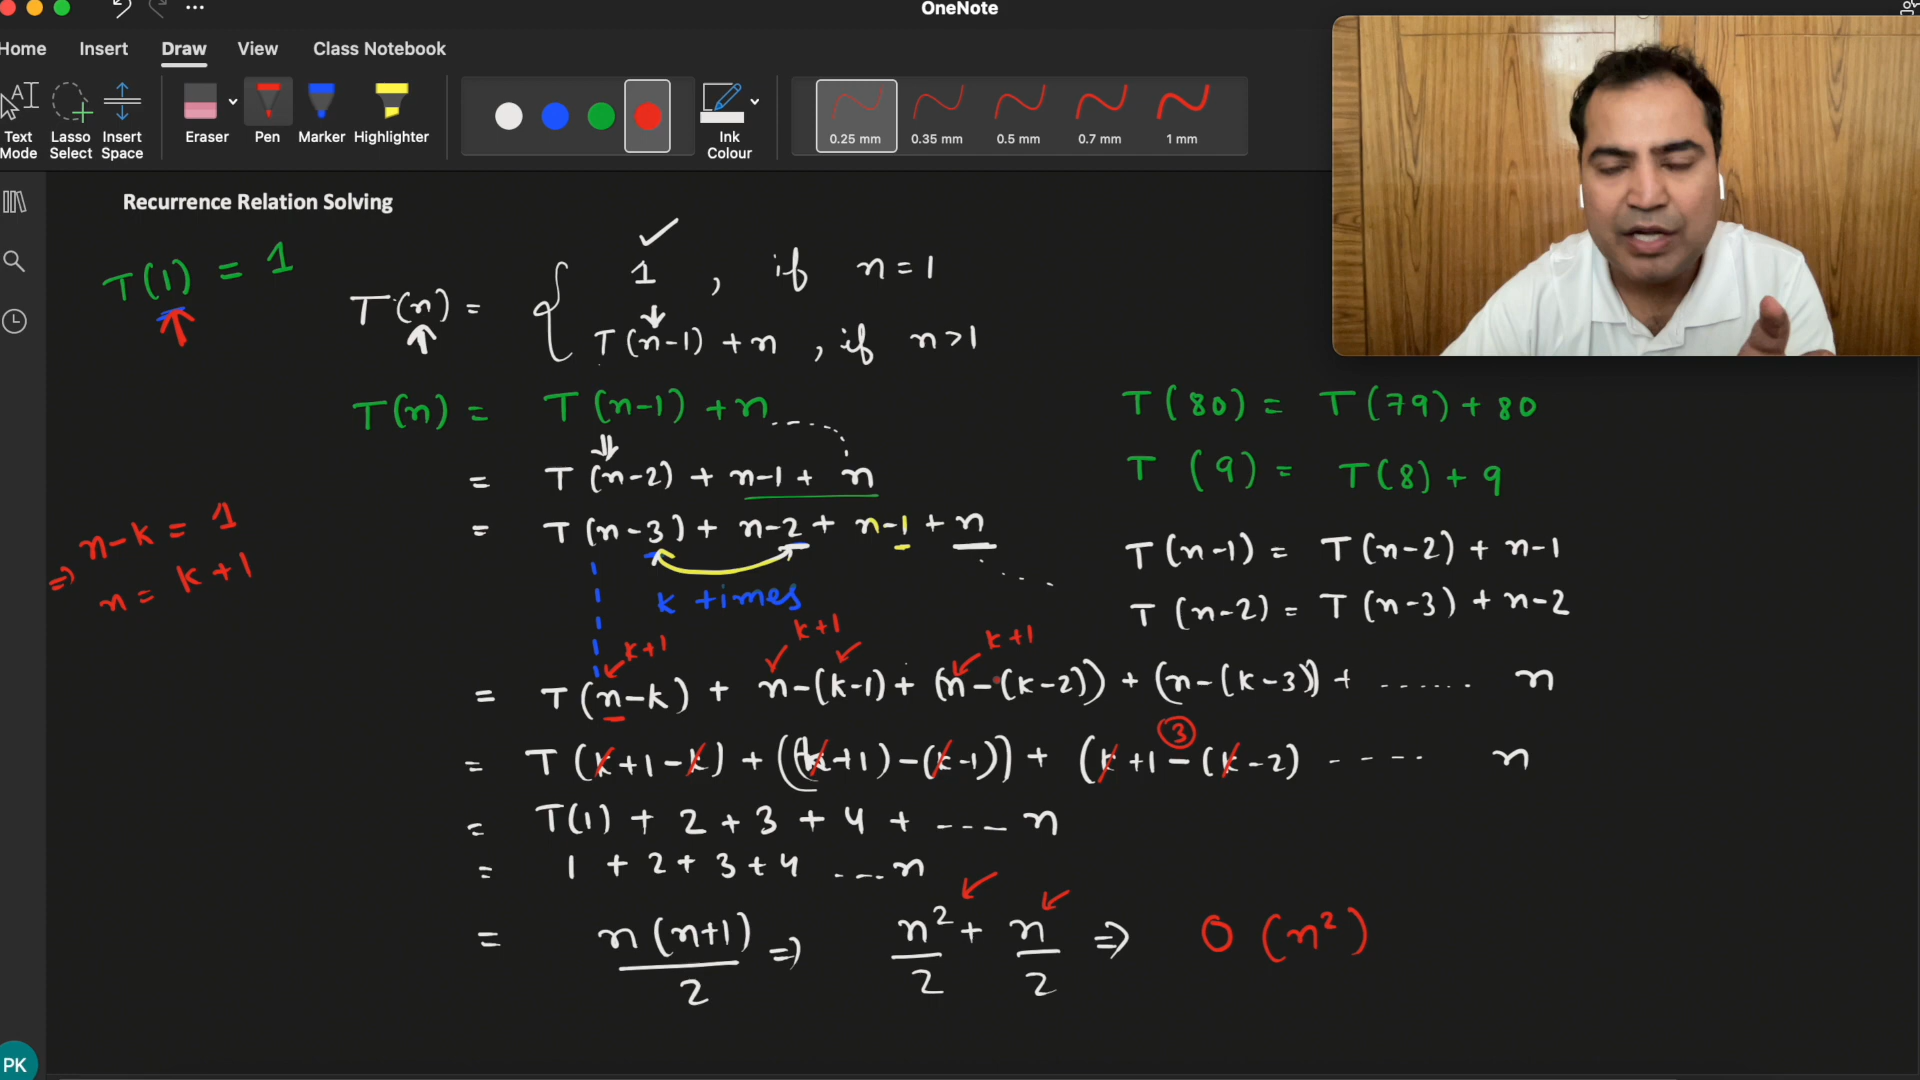 OneNote
Home Insert Draw View Class Notebook
Text Mode
Lasso Select
Insert Space
Eraser
Pen
Marker
Highlighter
Ink Colour
0.25 mm
0.35 mm
0.5 mm
0.7 mm
1 mm
Recurrence Relation Solving
T(1) = 1
T(n) = { 1 , if n = 1
T(n-1) + n , if n > 1
T(n) = T(n-1) + n
= T(n-2) + n-1 + n
= T(n-3) + n-2 + n-1 + n
k times
n-k = 1
⇒ n = k+1
T(80) = T(79) + 80
T(9) = T(8) + 9
T(n-1) = T(n-2) + n-1
T(n-2) = T(n-3) + n-2
k+1 k+1 k+1
= T(n-k) + n-(k-1) + (n-(k-2)) + (n-(k-3)) + ...... n
3
= T(k+1-k) + ((k+1)-(k-1)) + (k+1-(k-2) ----- n
= T(1) + 2 + 3 + 4 + ---- n
= 1 + 2 + 3 + 4 ---- n
= n(n+1)/2 ⇒ n²/2 + n/2 ⇒ O(n²)
PK